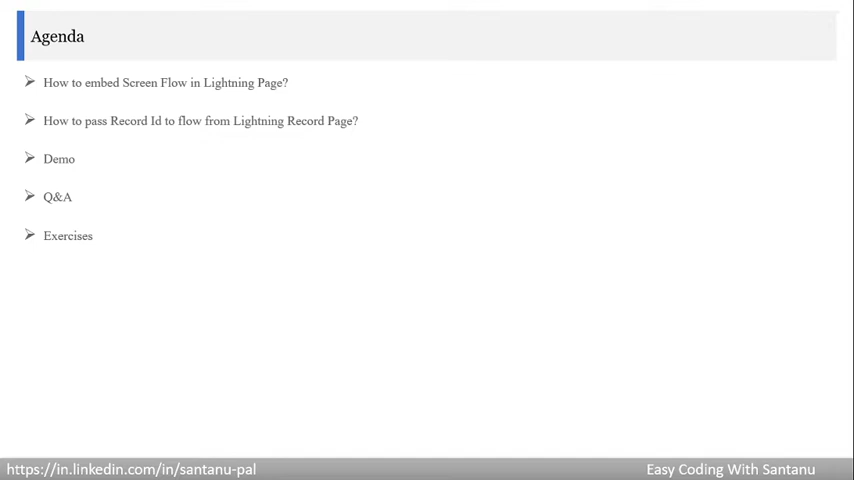 Agenda
How to embed Screen Flow in Lightning Page?
How to pass Record Id to flow from Lightning Record Page?
Demo
Q&A
Exercises
https://in.linkedin.com/in/santanu-pal
Easy Coding With Santanu